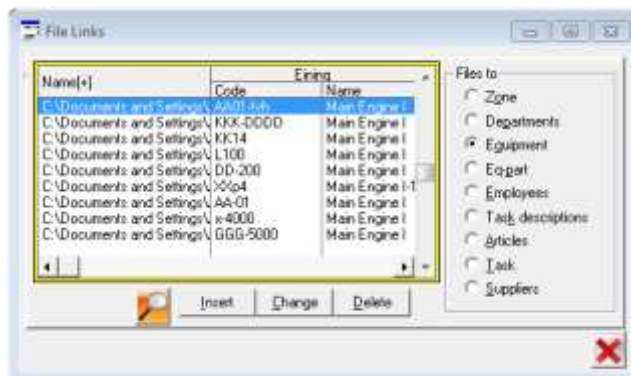 File Links
Name[+]
Eining
Code Name
C:\Documents and Settings\ AA01-hvh Main Engine I
C:\Documents and Settings\ KKK-DDDD Main Engine I
C:\Documents and Settings\ KK14 Main Engine I
C:\Documents and Settings\ L100 Main Engine I
C:\Documents and Settings\ DD-200 Main Engine I
C:\Documents and Settings\ XXp4 Main Engine I-1
C:\Documents and Settings\ AA-01 Main Engine I
C:\Documents and Settings\ x-4000 Main Engine I
C:\Documents and Settings\ GGG-5000 Main Engine I
Insert Change Delete
Files to
Zone
Departments
Equipment
Eq-part
Employees
Task descriptions
Articles
Task
Suppliers